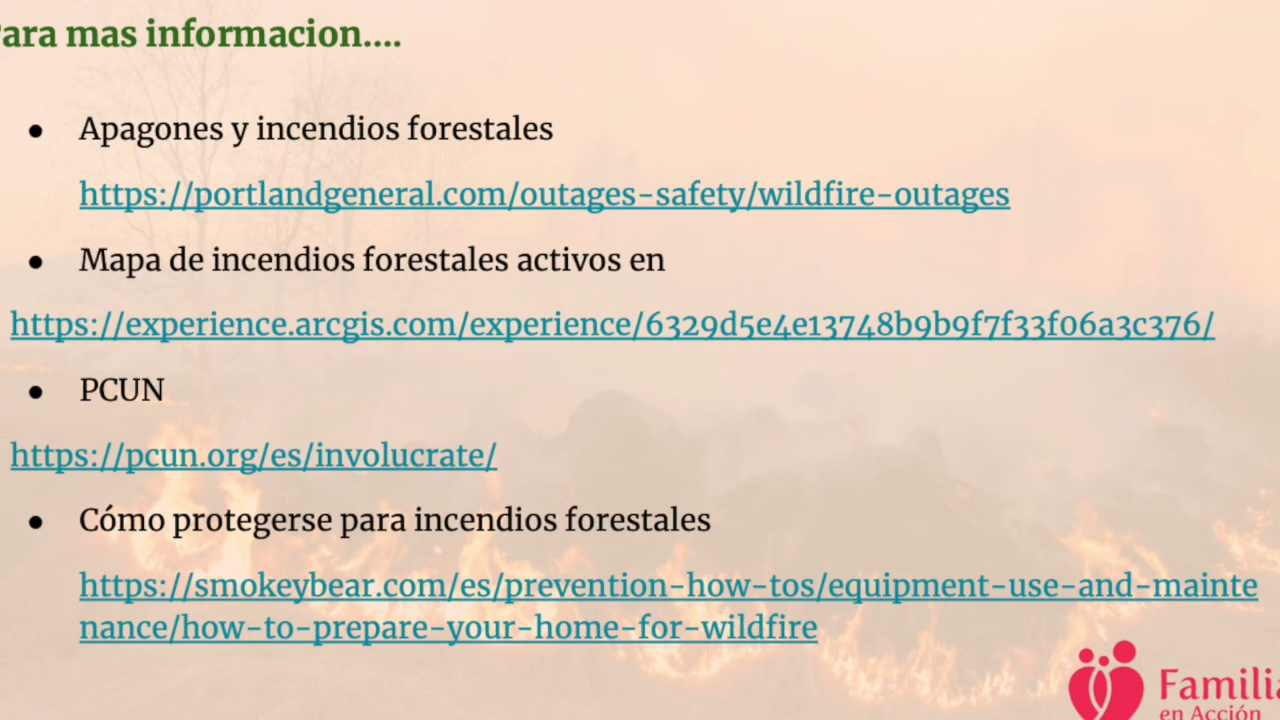 Para mas informacion....
● Apagones y incendios forestales
https://portlandgeneral.com/outages-safety/wildfire-outages
● Mapa de incendios forestales activos en
https://experience.arcgis.com/experience/6329d5e4e13748b9b9f7f33f06a3c376/
● PCUN
https://pcun.org/es/involucrate/
● Cómo protegerse para incendios forestales
https://smokeybear.com/es/prevention-how-tos/equipment-use-and-mainte
nance/how-to-prepare-your-home-for-wildfire
Familia
en Acción